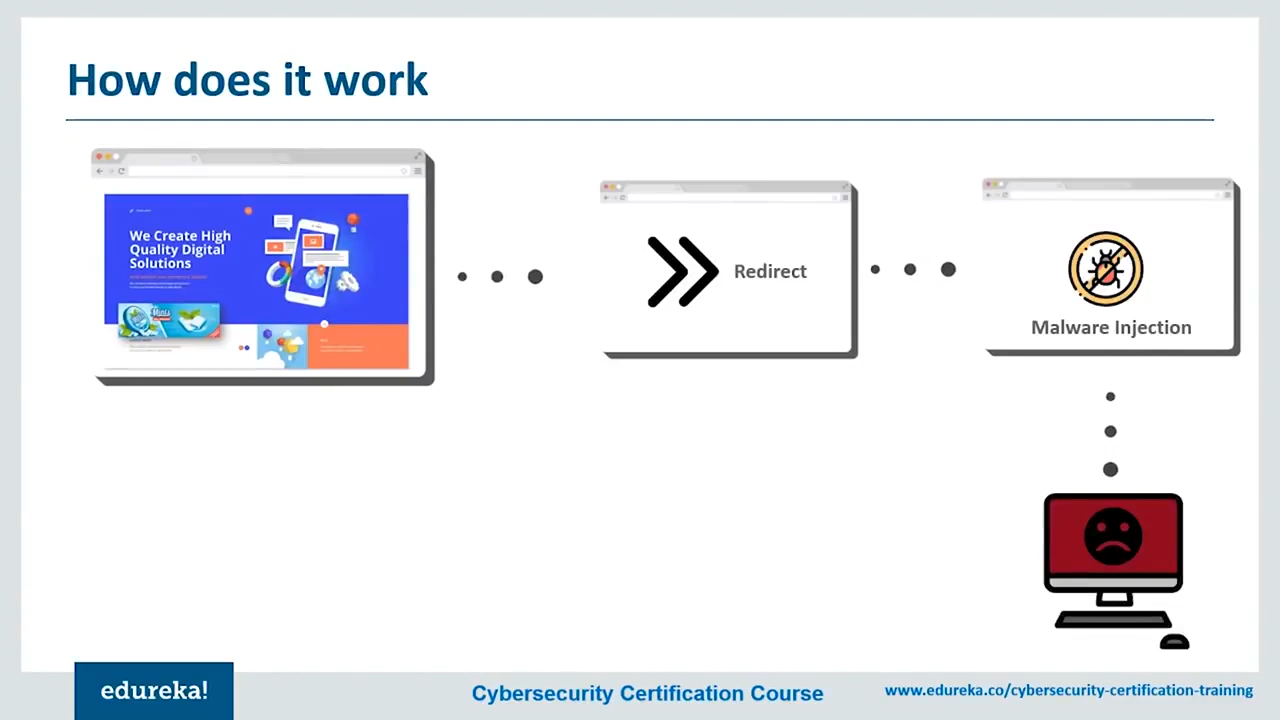 How does it work
We Create High
Quality Digital
Solutions
Mints
Redirect
Malware Injection
edureka!
Cybersecurity Certification Course
www.edureka.co/cybersecurity-certification-training